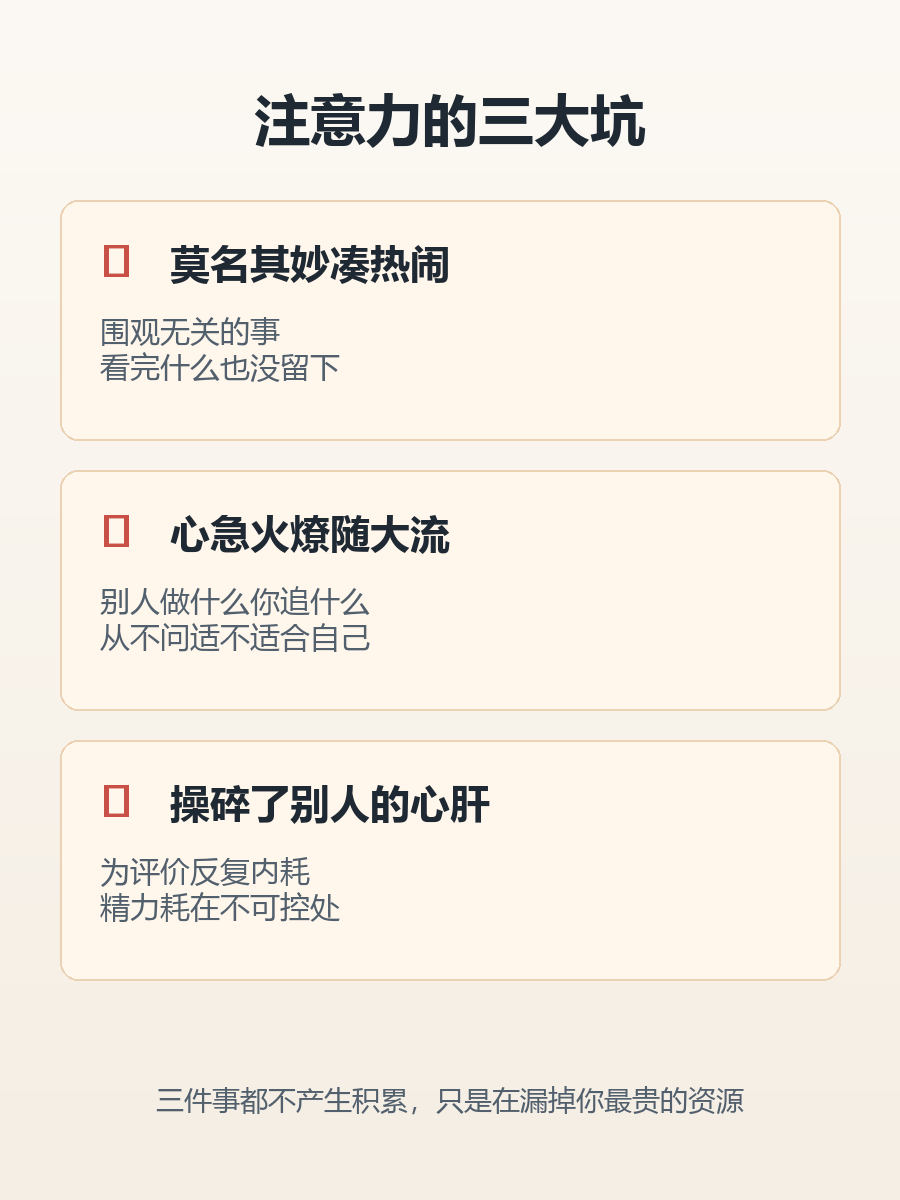 注意力的三大坑
莫名其妙凑热闹
围观无关的事
看完什么也没留下
心急火燎随大流
别人做什么你追什么
从不问适不适合自己
操碎了别人的心肝
为评价反复内耗
精力耗在不可控处
三件事都不产生积累，只是在漏掉你最贵的资源